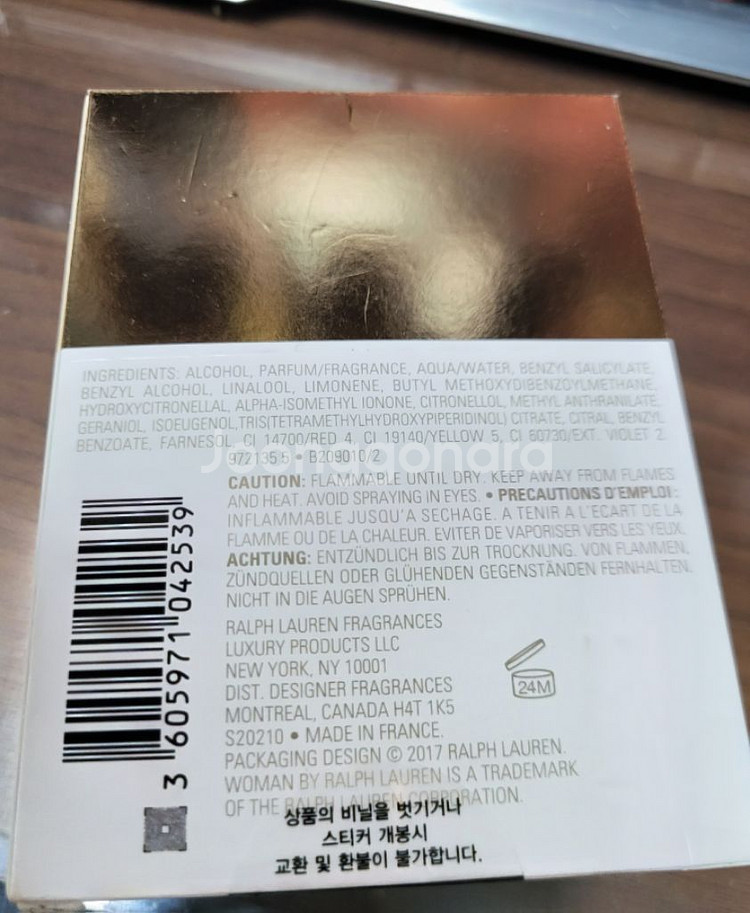 INGREDIENTS: ALCOHOL, PARFUM/FRAGRANCE, AQUA/WATER, BENZYL SALICYLATE,
BENZYL ALCOHOL, LINALOOL, LIMONENE, BUTYL METHOXYDIBENZOYLMETHANE,
HYDROXYCITRONELLAL, ALPHA-ISOMETHYL IONONE, CITRONELLOL, METHYL ANTHRANILATE,
GERANIOL, ISOEUGENOL,TRIS(TETRAMETHYLHYDROXYPIPERIDINOL) CITRATE, CITRAL, BENZYL
BENZOATE, FARNESOL, CI 14700/RED 4, CI 19140/YELLOW 5, CI 60730/EXT. VIOLET 2.
972135 5 • B208010/2
Joonggonara
CAUTION: FLAMMABLE UNTIL DRY. KEEP AWAY FROM FLAMES
AND HEAT. AVOID SPRAYING IN EYES. • PRECAUTIONS D'EMPLOI:
INFLAMMABLE JUSQU'A SECHAGE. A TENIR A L'ECART DE LA
FLAMME OU DE LA CHALEUR. EVITER DE VAPORISER VERS LES YEUX.
ACHTUNG: ENTZÜNDLICH BIS ZUR TROCKNUNG. VON FLAMMEN,
ZÜNDQUELLEN ODER GLÜHENDEN GEGENSTÄNDEN FERNHALTEN.
NICHT IN DIE AUGEN SPRÜHEN.
RALPH LAUREN FRAGRANCES
LUXURY PRODUCTS LLC
NEW YORK, NY 10001
DIST. DESIGNER FRAGRANCES
MONTREAL, CANADA H4T 1K5
S20210 • MADE IN FRANCE.
PACKAGING DESIGN © 2017 RALPH LAUREN.
WOMAN BY RALPH LAUREN IS A TRADEMARK
OF THE RALPH LAUREN CORPORATION.
24M
3 605971 042539
상품의 비닐을 벗기거나
스티커 개봉시
교환 및 환불이 불가합니다.